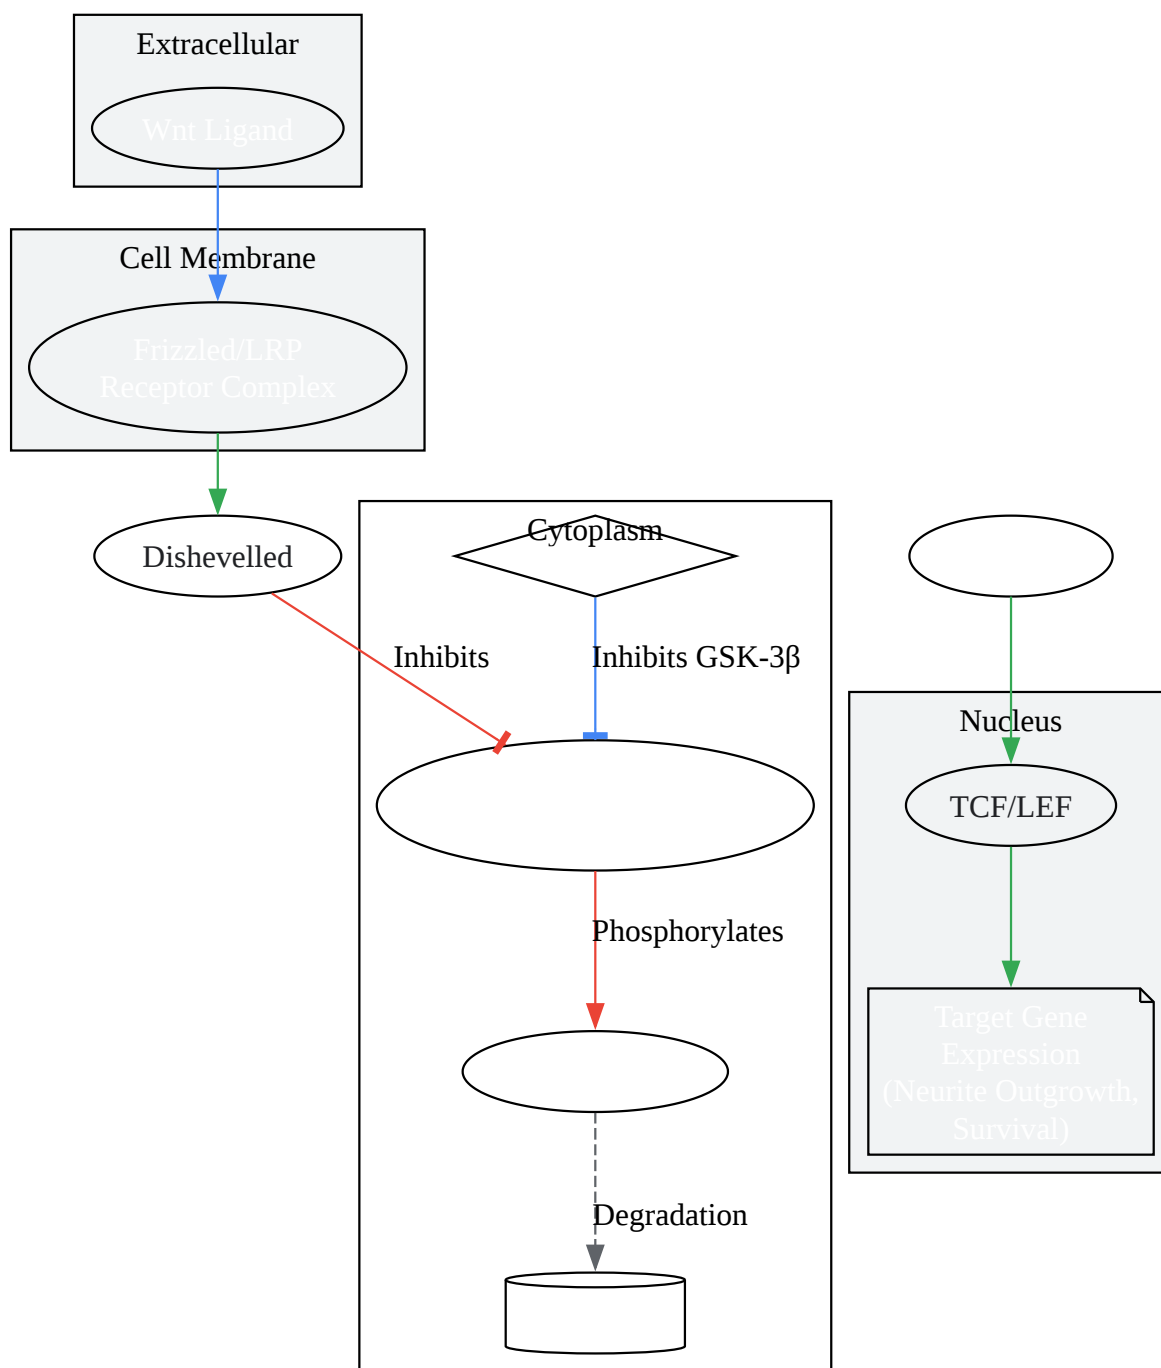 Extracellular
Wnt Ligand
Cell Membrane
Frizzled/LRP
Receptor Complex
Dishevelled
Cytoplasm
Inhibits
Inhibits GSK-3β
Nucleus
TCF/LEF
Phosphorylates
Target Gene
Expression
(Neurite Outgrowth,
Survival)
Degradation